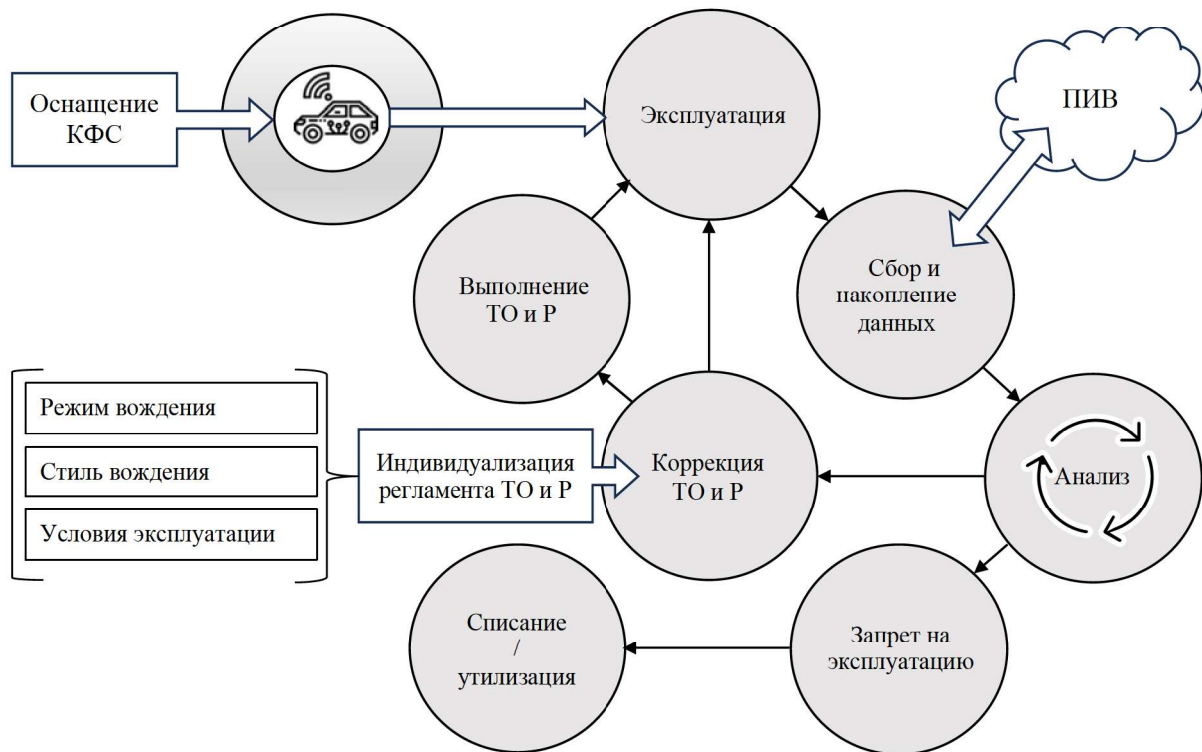 Оснащение
КФС
Эксплуатация
ПИВ
Выполнение
ТО и Р
Сбор и
накопление
данных
Режим вождения
Стиль вождения
Условия эксплуатации
Индивидуализация
регламента ТО и Р
Коррекция
ТО и Р
Анализ
Списание
/
утилизация
Запрет на
эксплуатацию